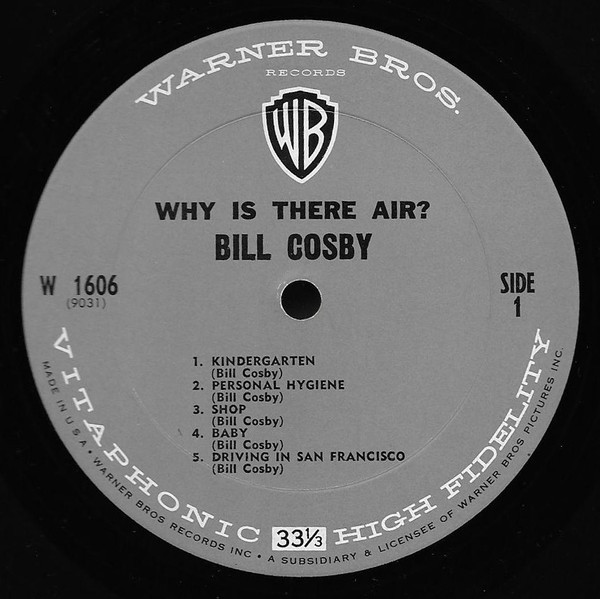 WARNER BROS.
RECORDS
WB
WHY IS THERE AIR?
BILL COSBY
W 1606
(9031)
SIDE
1
1. KINDERGARTEN
(Bill Cosby)
2. PERSONAL HYGIENE
(Bill Cosby)
3. SHOP
(Bill Cosby)
4. BABY
(Bill Cosby)
5. DRIVING IN SAN FRANCISCO
(Bill Cosby)
VITAPHONIC 33⅓ HIGH FIDELITY
MADE IN U.S.A. • WARNER BROS RECORDS INC • A SUBSIDIARY & LICENSEE OF WARNER BROS PICTURES INC.